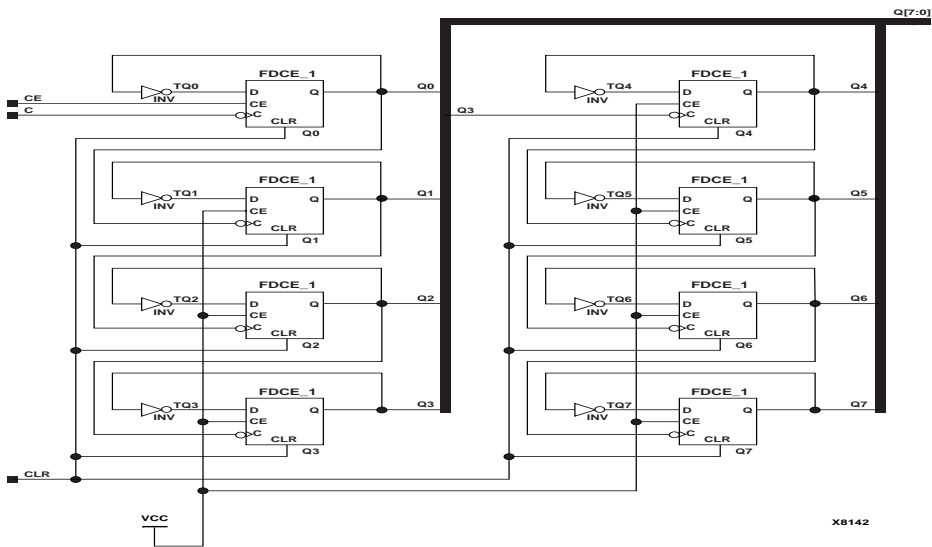 Q[7:0]
FDCE_1
TQ0
INV
D
Q
CE
C
CLR
Q0
Q0
CE
C
FDCE_1
TQ4
INV
D
Q
CE
C
CLR
Q4
Q4
Q3
FDCE_1
TQ1
INV
D
Q
CE
C
CLR
Q1
Q1
FDCE_1
TQ5
INV
D
Q
CE
C
CLR
Q5
Q5
FDCE_1
TQ2
INV
D
Q
CE
C
CLR
Q2
Q2
FDCE_1
TQ6
INV
D
Q
CE
C
CLR
Q6
Q6
FDCE_1
TQ3
INV
D
Q
CE
C
CLR
Q3
Q3
FDCE_1
TQ7
INV
D
Q
CE
C
CLR
Q7
Q7
CLR
VCC
X8142